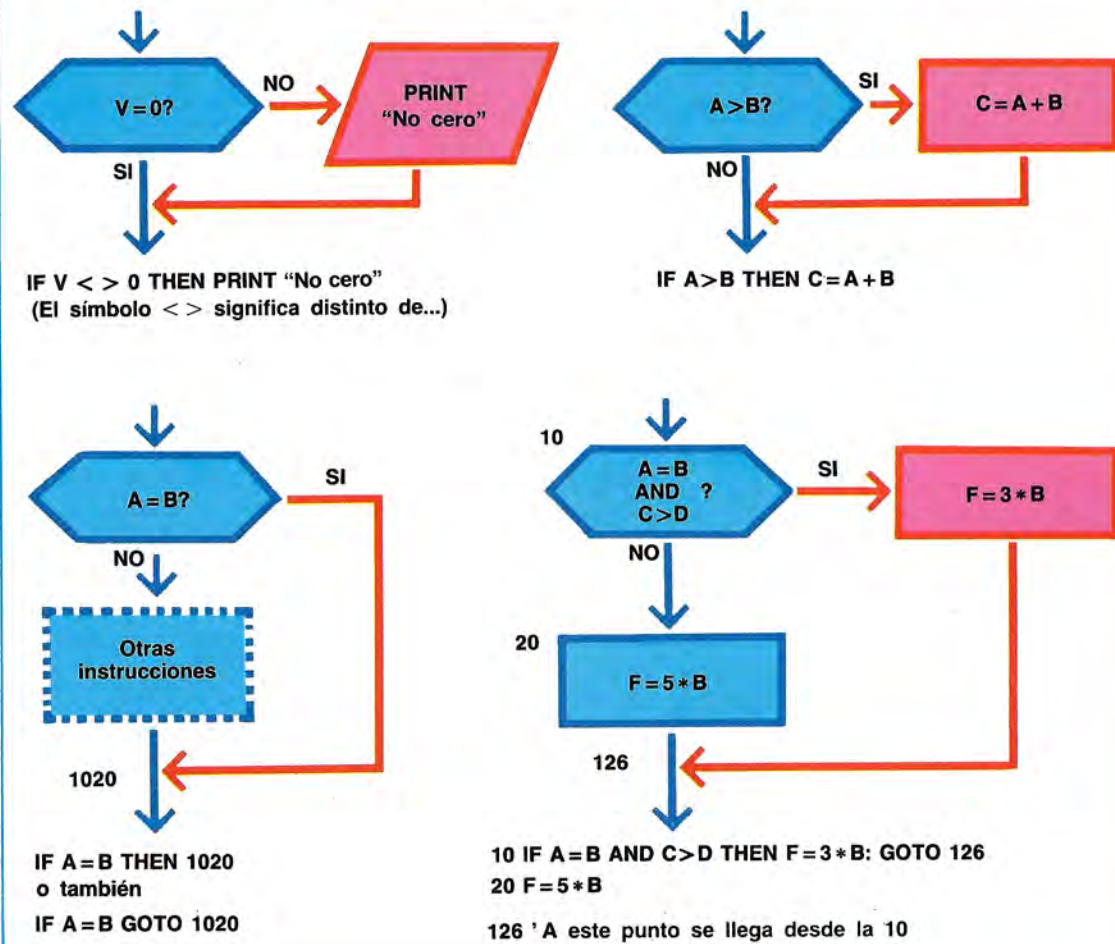 V = 0?
NO
PRINT
“No cero”
SI
IF V < > 0 THEN PRINT “No cero”
(El símbolo < > significa distinto de...)
A > B?
SI
C = A + B
NO
IF A > B THEN C = A + B
A = B?
SI
NO
Otras
instrucciones
1020
IF A = B THEN 1020
o también
IF A = B GOTO 1020
10
A = B
AND ?
C > D
SI
F = 3 * B
NO
20
F = 5 * B
126
10 IF A = B AND C > D THEN F = 3 * B: GOTO 126
20 F = 5 * B
126 ' A este punto se llega desde la 10